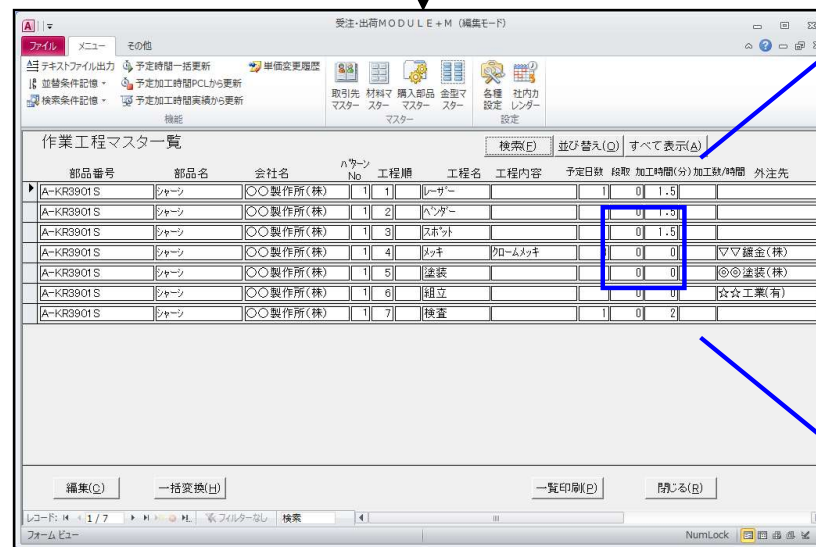 受注・出荷MODULE+M (編集モード)
ファイル メニュー その他
テキストファイル出力 予定時間一括更新 単価変更履歴
並替条件記憶 予定加工時間PCLから更新
検索条件記憶 予定加工時間実績から更新
取引先マスター 材料マスター 購入部品マスター 金型マスター 各種設定 社内カレンダー
機能 マスター 設定
作業工程マスター一覧 検索(F) 並び替え(O) すべて表示(A)
部品番号 部品名 会社名 パターンNo 工程順 工程名 工程内容 予定日数 段取 加工時間(分) 加工数/時間 外注先
A-KR3901S シャーシ 〇〇製作所(株) 1 1 レーザー 1 0 1.5
A-KR3901S シャーシ 〇〇製作所(株) 1 2 ベンダー 0 1.5
A-KR3901S シャーシ 〇〇製作所(株) 1 3 スポット 0 1.5
A-KR3901S シャーシ 〇〇製作所(株) 1 4 メッキ クロームメッキ 0 0 ▽▽鍍金(株)
A-KR3901S シャーシ 〇〇製作所(株) 1 5 塗装 0 0 ◎◎塗装(株)
A-KR3901S シャーシ 〇〇製作所(株) 1 6 組立 0 0 ☆☆工業(有)
A-KR3901S シャーシ 〇〇製作所(株) 1 7 検査 1 0 2
編集(C) 一括変換(H) 一覧印刷(P) 閉じる(R)
レコード: 1/7 フィルターなし 検索
フォーム ビュー NumLock